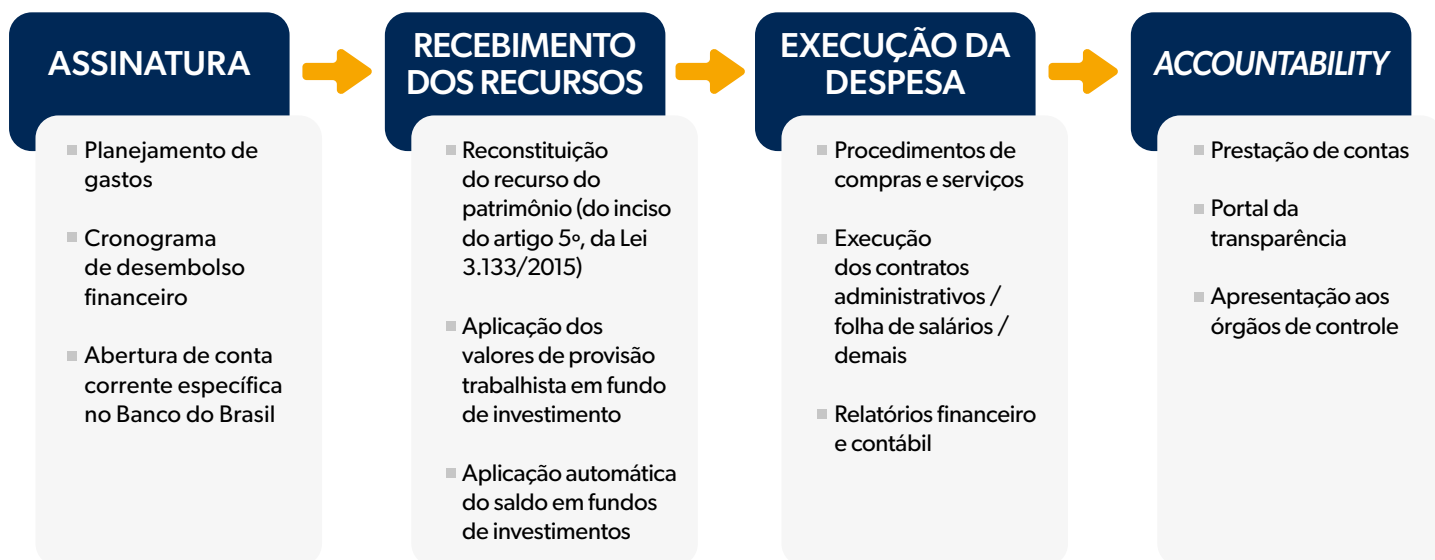 ASSINATURA
Planejamento de
gastos
Cronograma
de desembolso
financeiro
Abertura de conta
corrente específica
no Banco do Brasil
RECEBIMENTO
DOS RECURSOS
Reconstituição
do recurso do
patrimônio (do inciso
do artigo 5º, da Lei
3.133/2015)
Aplicação dos
valores de provisão
trabalhista em fundo
de investimento
Aplicação automática
do saldo em fundos
de investimentos
EXECUÇÃO DA
DESPESA
Procedimentos de
compras e serviços
Execução
dos contratos
administrativos /
folha de salários /
demais
Relatórios financeiro
e contábil
ACCOUNTABILITY
Prestação de contas
Portal da
transparência
Apresentação aos
órgãos de controle